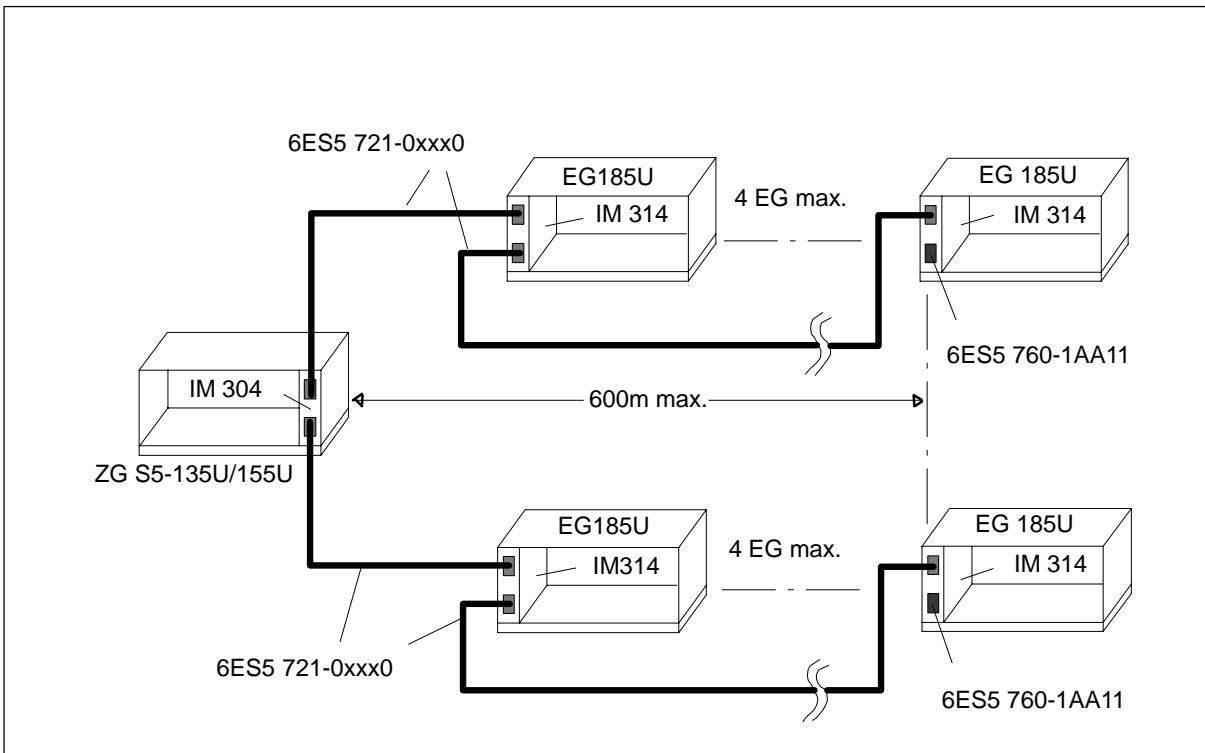 6ES5 721-0xxx0
EG185U
IM 314
4 EG max.
EG 185U
IM 314
6ES5 760-1AA11
IM 304
600m max.
ZG S5-135U/155U
EG185U
IM314
4 EG max.
EG 185U
IM 314
6ES5 721-0xxx0
6ES5 760-1AA11